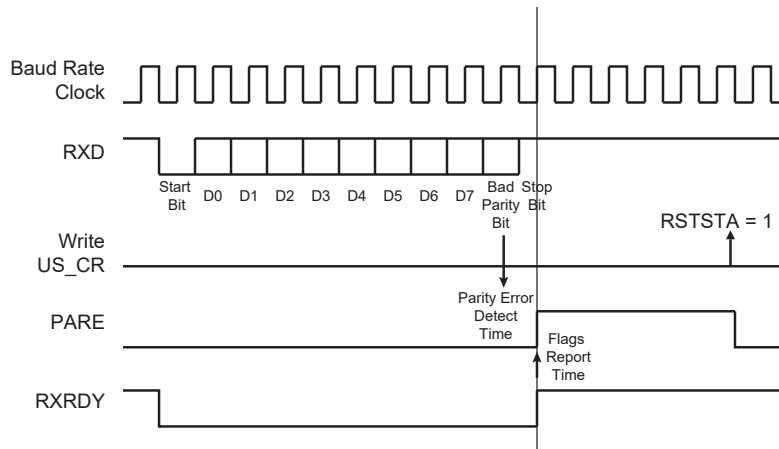 Baud Rate
Clock
RXD
Start
Bit
D0 D1 D2 D3 D4 D5 D6 D7
Bad
Parity
Bit
Stop
Bit
Write
US_CR
RSTSTA = 1
Parity Error
Detect
Time
PARE
Flags
Report
Time
RXRDY